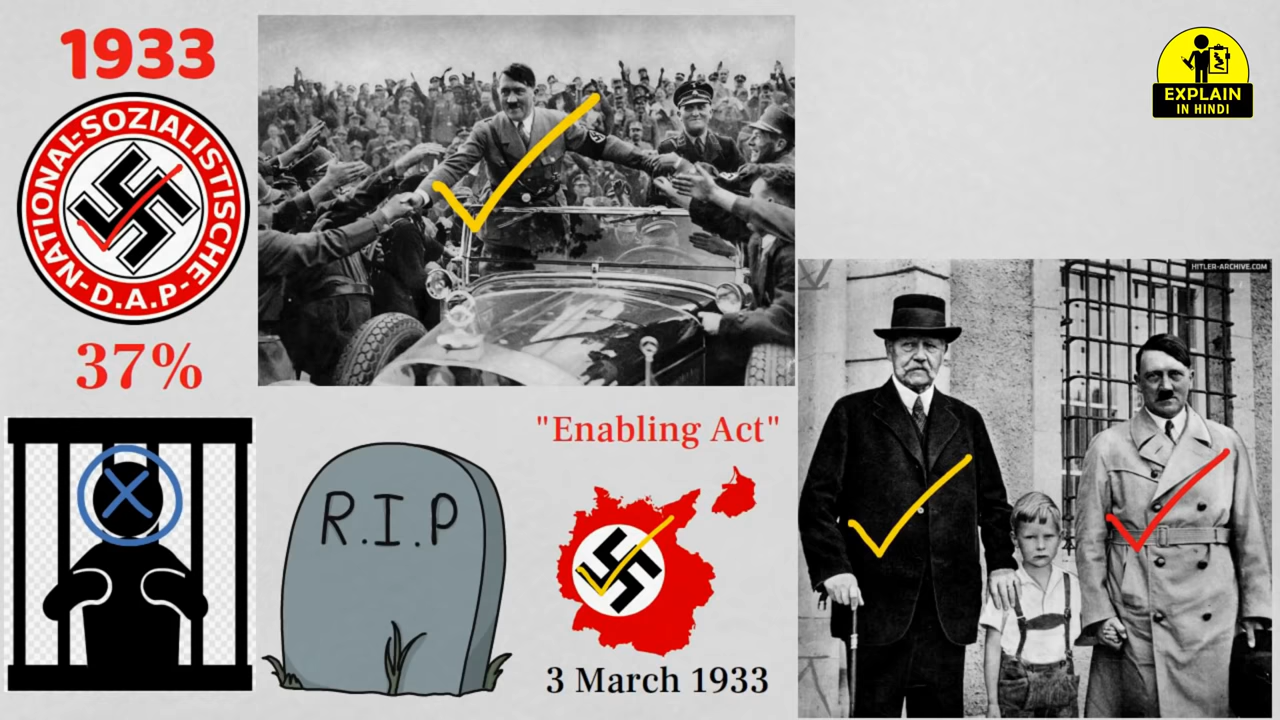 1933
NATIONAL-SOZIALISTISCHE-
D.A.P-
37%
HITLER-ARCHIVE.COM
EXPLAIN
IN HINDI
R.I.P
"Enabling Act"
3 March 1933